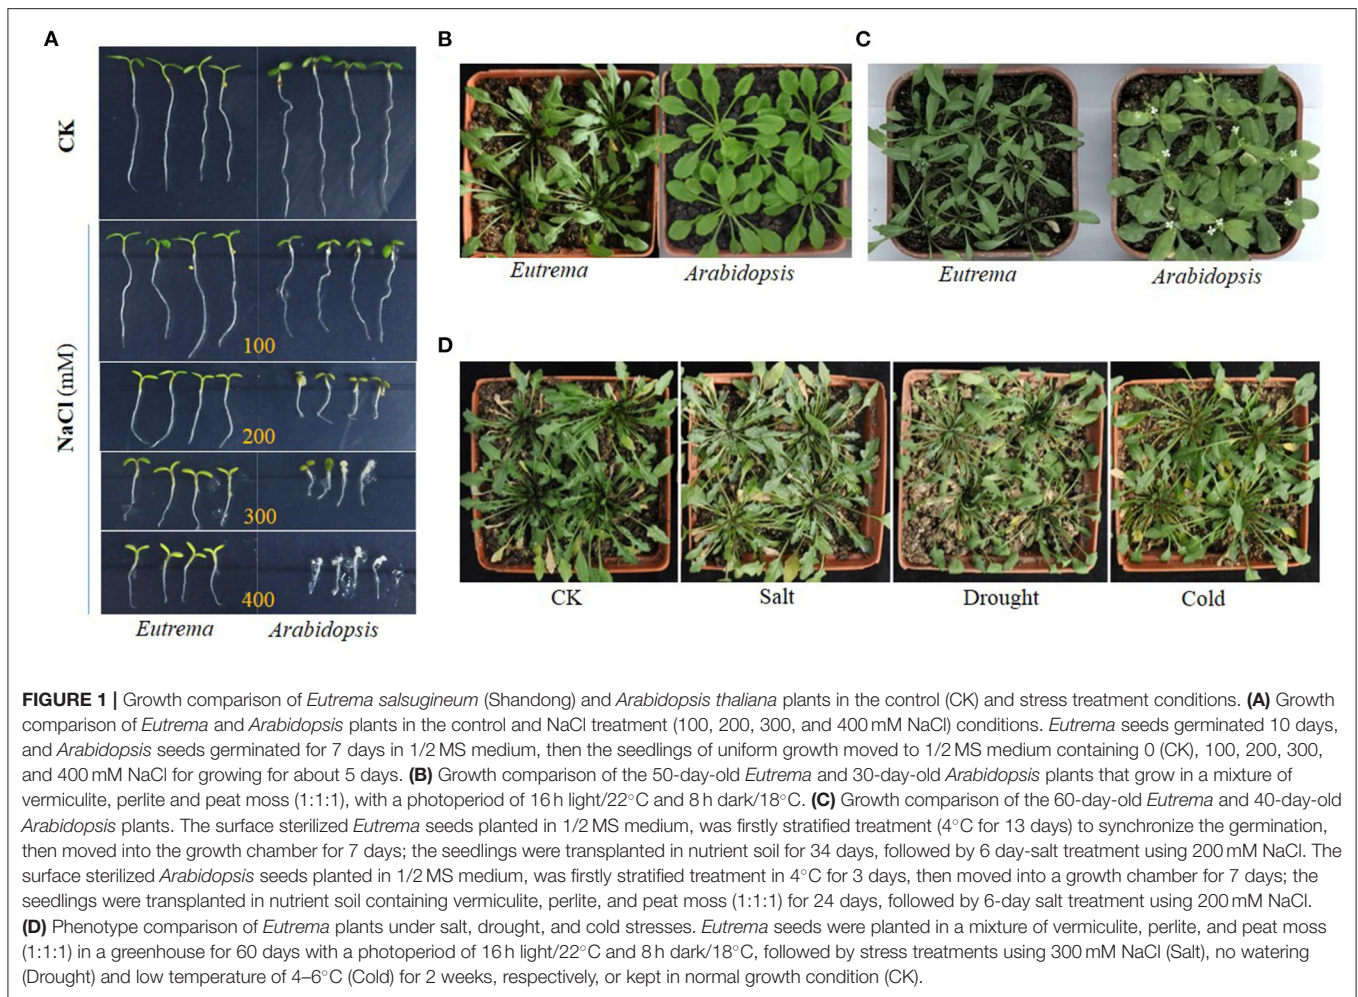 A
B
C
CK
Eutrema
Arabidopsis
Eutrema
Arabidopsis
100
D
NaCl (mM)
200
300
400
CK
Salt
Drought
Cold
Eutrema
Arabidopsis
FIGURE 1 | Growth comparison of Eutrema salsugineum (Shandong) and Arabidopsis thaliana plants in the control (CK) and stress treatment conditions. (A) Growth
comparison of Eutrema and Arabidopsis plants in the control and NaCl treatment (100, 200, 300, and 400 mM NaCl) conditions. Eutrema seeds germinated 10 days,
and Arabidopsis seeds germinated for 7 days in 1/2 MS medium, then the seedlings of uniform growth moved to 1/2 MS medium containing 0 (CK), 100, 200, 300,
and 400 mM NaCl for growing for about 5 days. (B) Growth comparison of the 50-day-old Eutrema and 30-day-old Arabidopsis plants that grow in a mixture of
vermiculite, perlite and peat moss (1:1:1), with a photoperiod of 16 h light/22°C and 8 h dark/18°C. (C) Growth comparison of the 60-day-old Eutrema and 40-day-old
Arabidopsis plants. The surface sterilized Eutrema seeds planted in 1/2 MS medium, was firstly stratified treatment (4°C for 13 days) to synchronize the germination,
then moved into the growth chamber for 7 days; the seedlings were transplanted in nutrient soil for 34 days, followed by 6 day-salt treatment using 200 mM NaCl. The
surface sterilized Arabidopsis seeds planted in 1/2 MS medium, was firstly stratified treatment in 4°C for 3 days, then moved into a growth chamber for 7 days; the
seedlings were transplanted in nutrient soil containing vermiculite, perlite, and peat moss (1:1:1) for 24 days, followed by 6-day salt treatment using 200 mM NaCl.
(D) Phenotype comparison of Eutrema plants under salt, drought, and cold stresses. Eutrema seeds were planted in a mixture of vermiculite, perlite, and peat moss
(1:1:1) in a greenhouse for 60 days with a photoperiod of 16 h light/22°C and 8 h dark/18°C, followed by stress treatments using 300 mM NaCl (Salt), no watering
(Drought) and low temperature of 4–6°C (Cold) for 2 weeks, respectively, or kept in normal growth condition (CK).